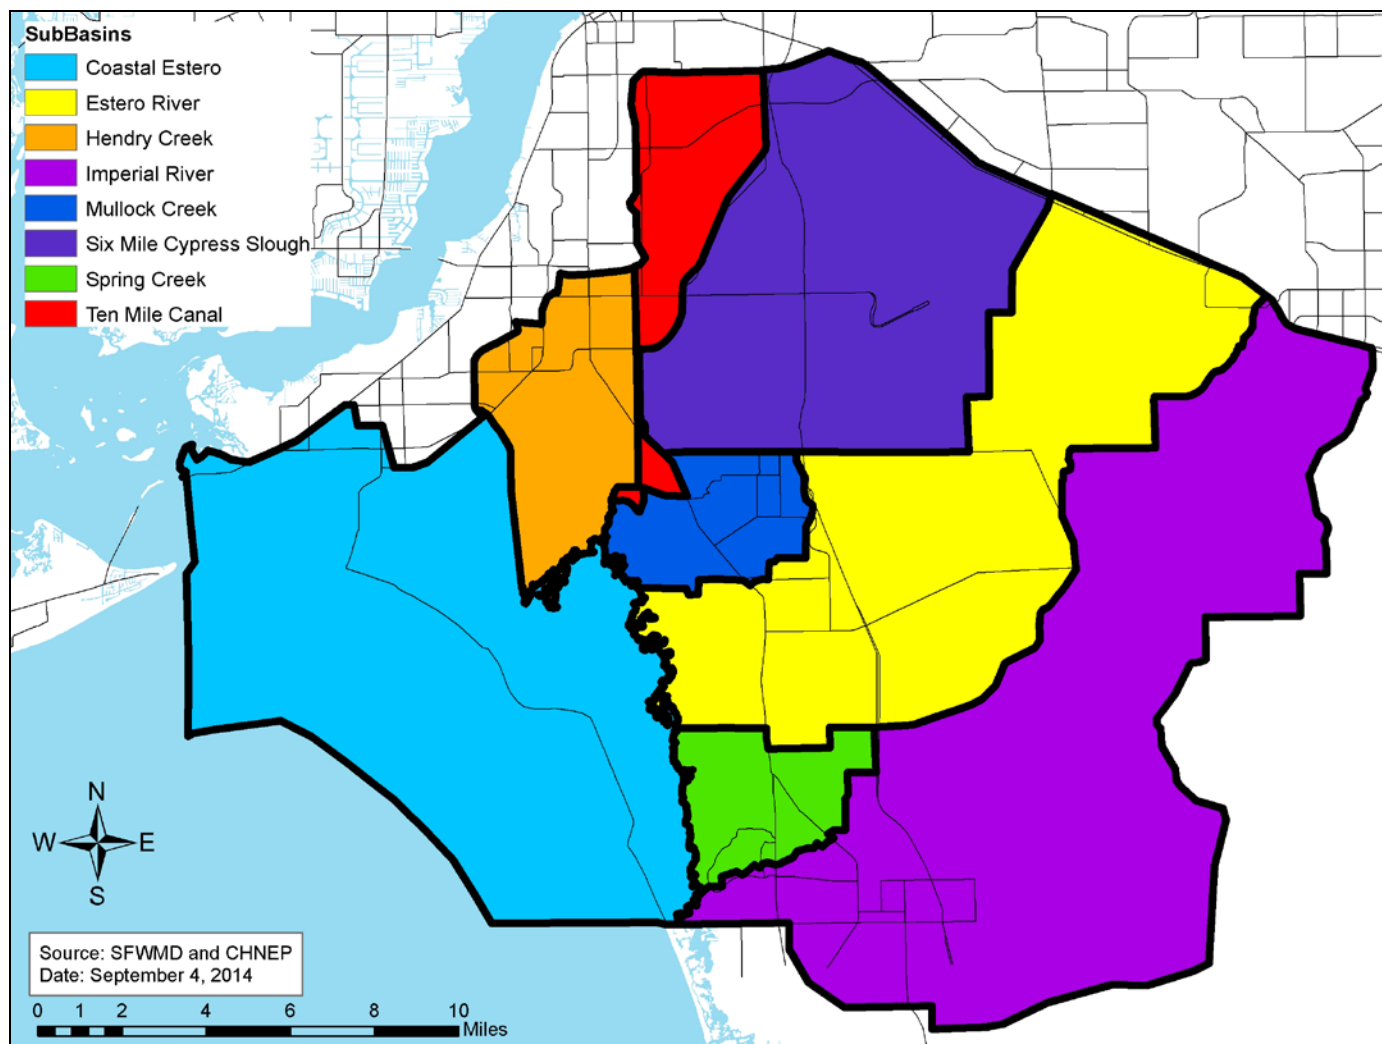 SubBasins
Coastal Estero
Estero River
Hendry Creek
Imperial River
Mullock Creek
Six Mile Cypress Slough
Spring Creek
Ten Mile Canal
N
W E
S
Source: SFWMD and CHNEP
Date: September 4, 2014
0 1 2 4 6 8 10
Miles